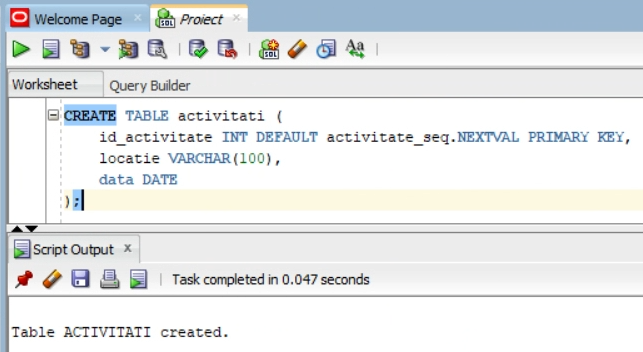 Welcome Page × Proiect ×
Worksheet Query Builder
CREATE TABLE activitati (
id_activitate INT DEFAULT activitate_seq.NEXTVAL PRIMARY KEY,
locatie VARCHAR(100),
data DATE
);
Script Output ×
Task completed in 0.047 seconds
Table ACTIVITATI created.